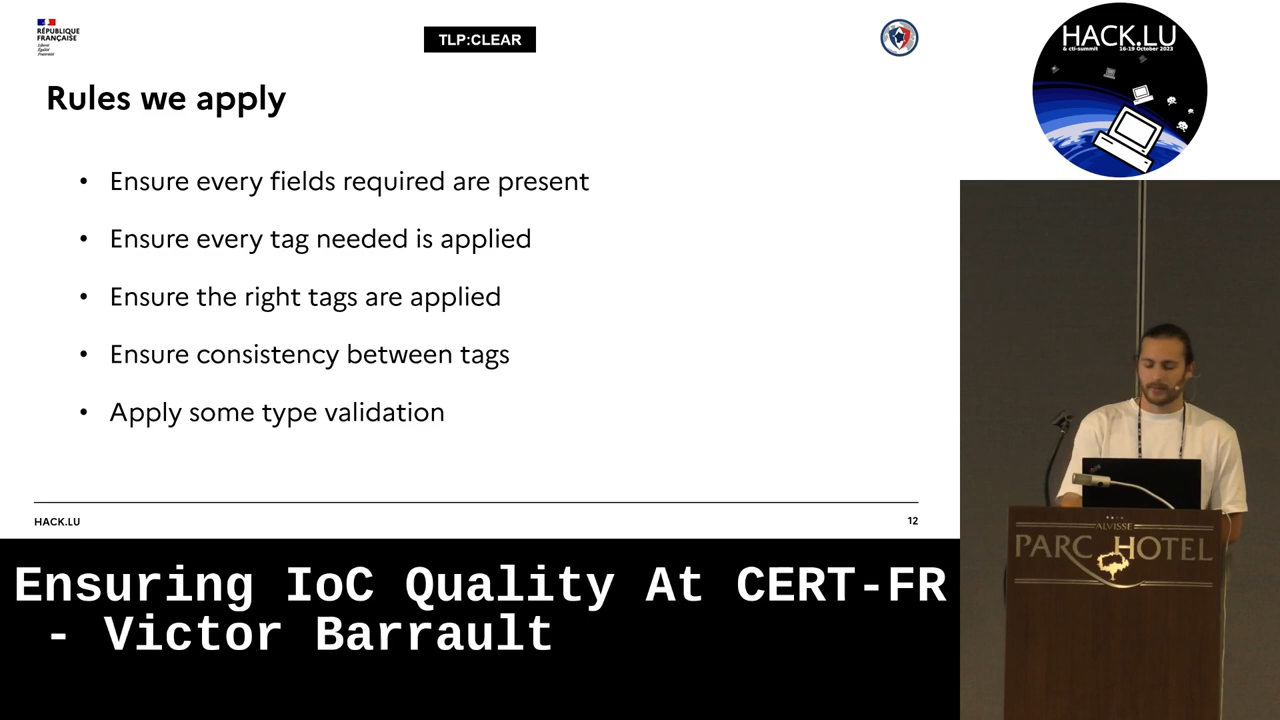 RÉPUBLIQUE
FRANÇAISE
Liberté
Égalité
Fraternité
TLP:CLEAR
HACK.LU
& cti-summit 16-19 October 2023
Rules we apply
• Ensure every fields required are present
• Ensure every tag needed is applied
• Ensure the right tags are applied
• Ensure consistency between tags
• Apply some type validation
HACK.LU
12
ALVISSE
PARC HOTEL
Ensuring IoC Quality At CERT-FR
- Victor Barrault